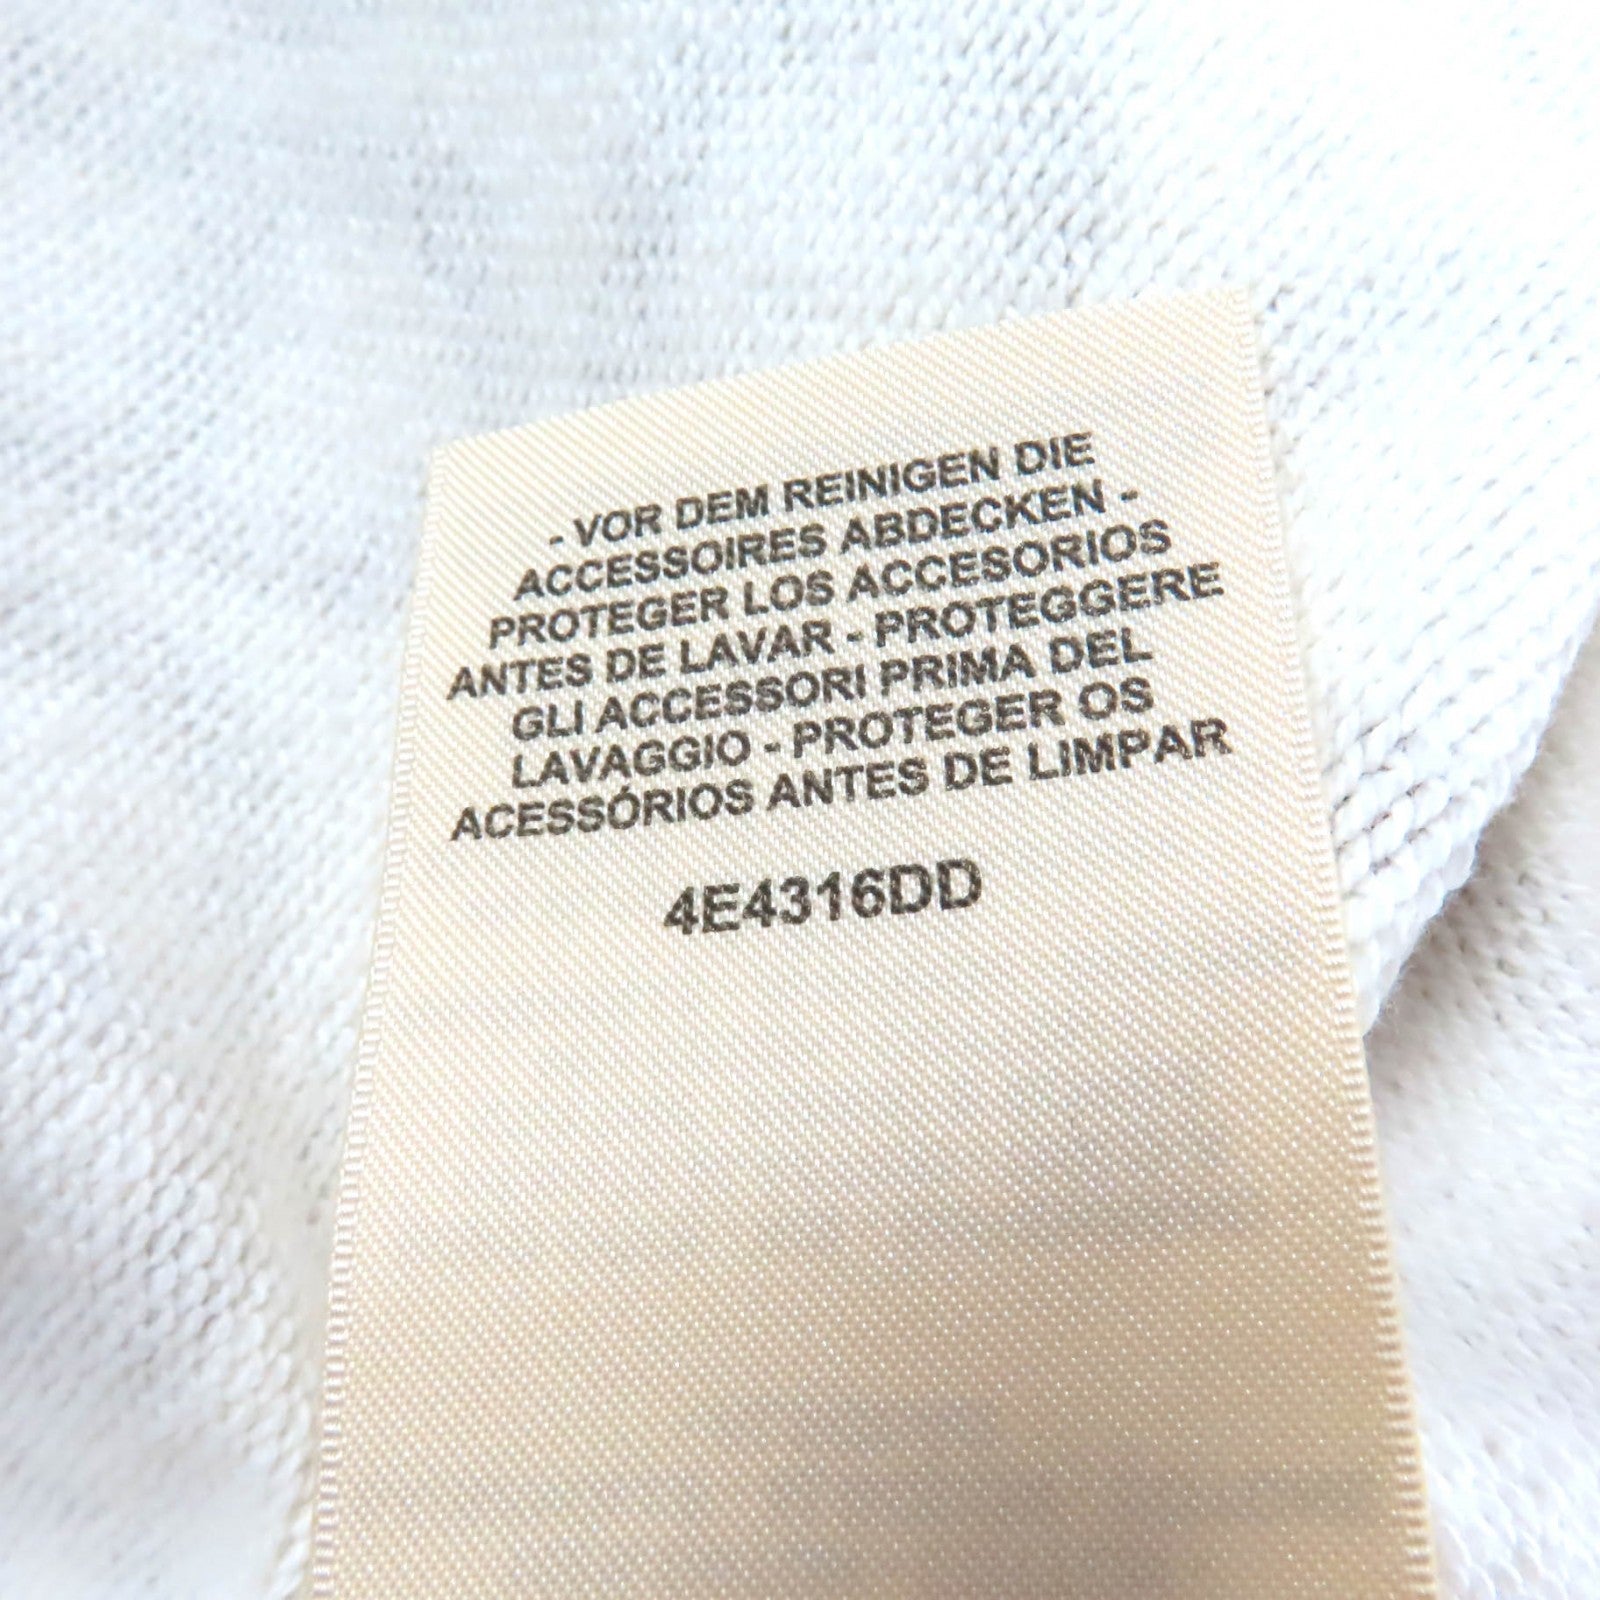 - VOR DEM REINIGEN DIE
ACCESSOIRES ABDECKEN -
PROTEGER LOS ACCESORIOS
ANTES DE LAVAR - PROTEGGERE
GLI ACCESSORI PRIMA DEL
LAVAGGIO - PROTEGER OS
ACESSÓRIOS ANTES DE LIMPAR
4E4316DD